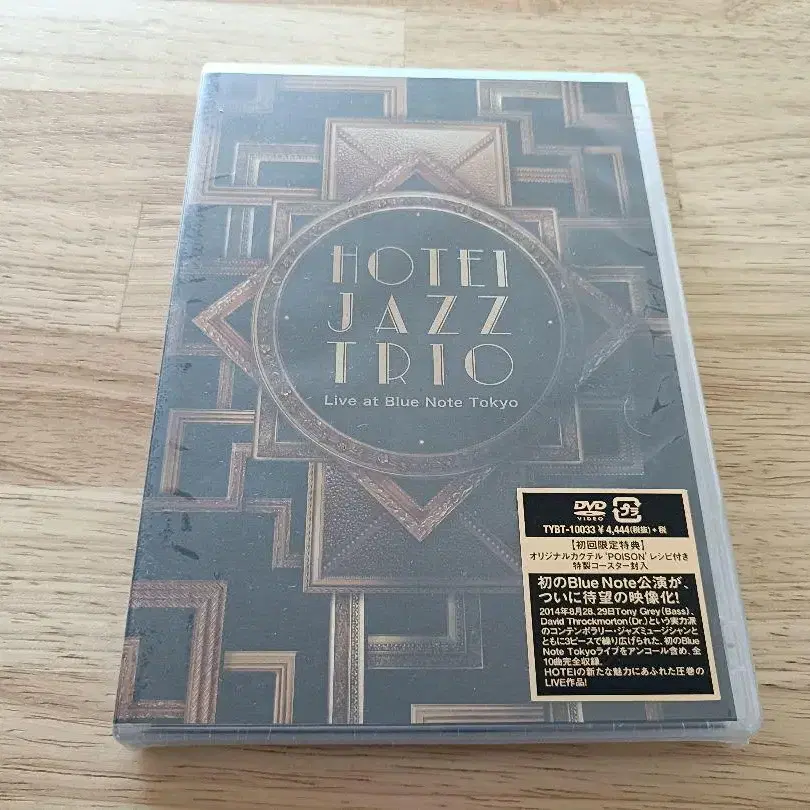 HOTEI
JAZZ
TRIO
Live at Blue Note Tokyo
DVD
VIDEO
プラ
TYBT-10033 ¥4,444(税抜)+税
【初回限定特典】
オリジナルカクテル'POISON'レシピ付き
特製コースター封入
初のBlue Note公演が、
ついに待望の映像化!
2014年8月28、29日Tony Grey(Bass)、
David Throckmorton(Dr.)という実力派
のコンテンポラリー・ジャズミュージシャンと
ともに3ピースで繰り広げられた、初のBlue
Note Tokyoライブをアンコール含め、全
10曲完全収録。
HOTEIの新たな魅力にあふれた圧巻の
LIVE作品!